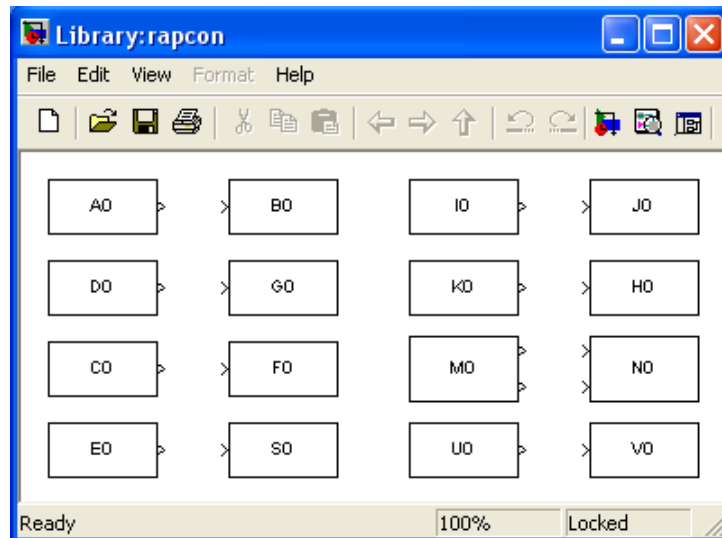 Library:rapcon
File Edit View Format Help
A0 B0 I0 J0
D0 G0 K0 H0
C0 F0 M0 N0
E0 S0 U0 V0
Ready 100% Locked